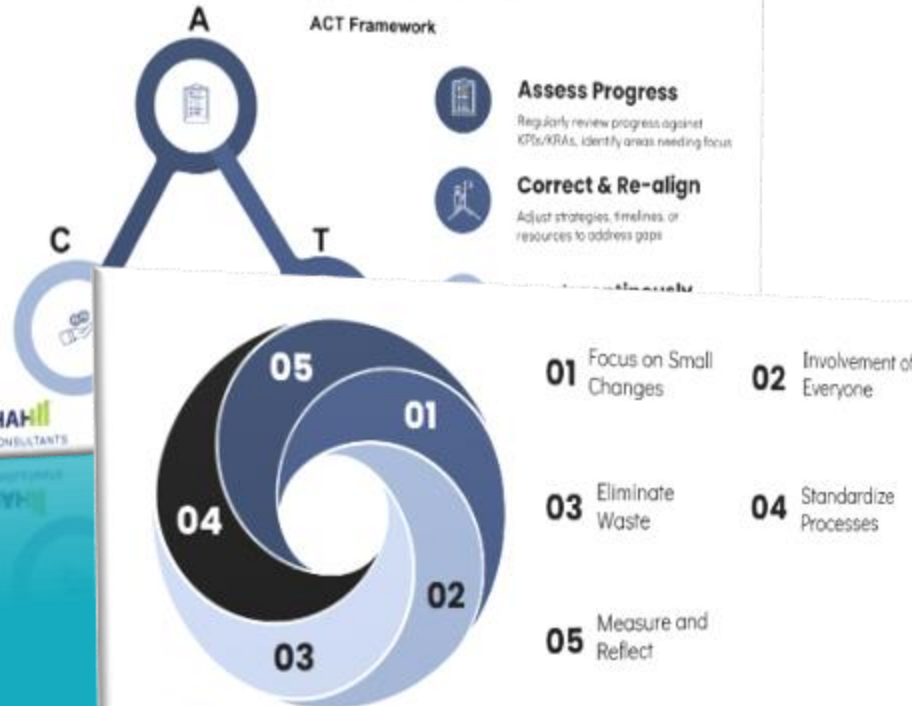 A
ACT Framework
Assess Progress
Regularly review progress against
KPIs/KRAs, identify areas needing focus
C
T
Correct & Re-align
Adjust strategies, timelines, or
resources to address gaps
HAH
ONSULTANTS
05
01
04
02
03
01 Focus on Small
Changes
02 Involvement of
Everyone
03 Eliminate
Waste
04 Standardize
Processes
05 Measure and
Reflect